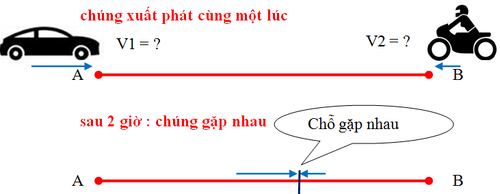 chúng xuất phát cùng một lúc
V1 = ?
V2 = ?
A
B
sau 2 giờ : chúng gặp nhau
Chỗ gặp nhau
A
B